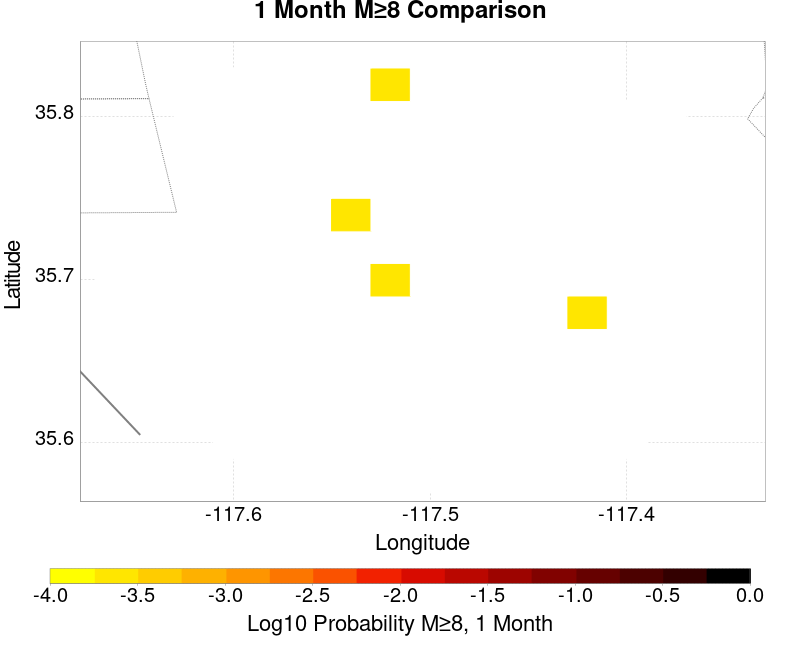 1 Month M≥8 Comparison
35.8
35.7
35.6
Latitude
-117.6 -117.5 -117.4
Longitude
-4.0 -3.5 -3.0 -2.5 -2.0 -1.5 -1.0 -0.5 0.0
Log10 Probability M≥8, 1 Month